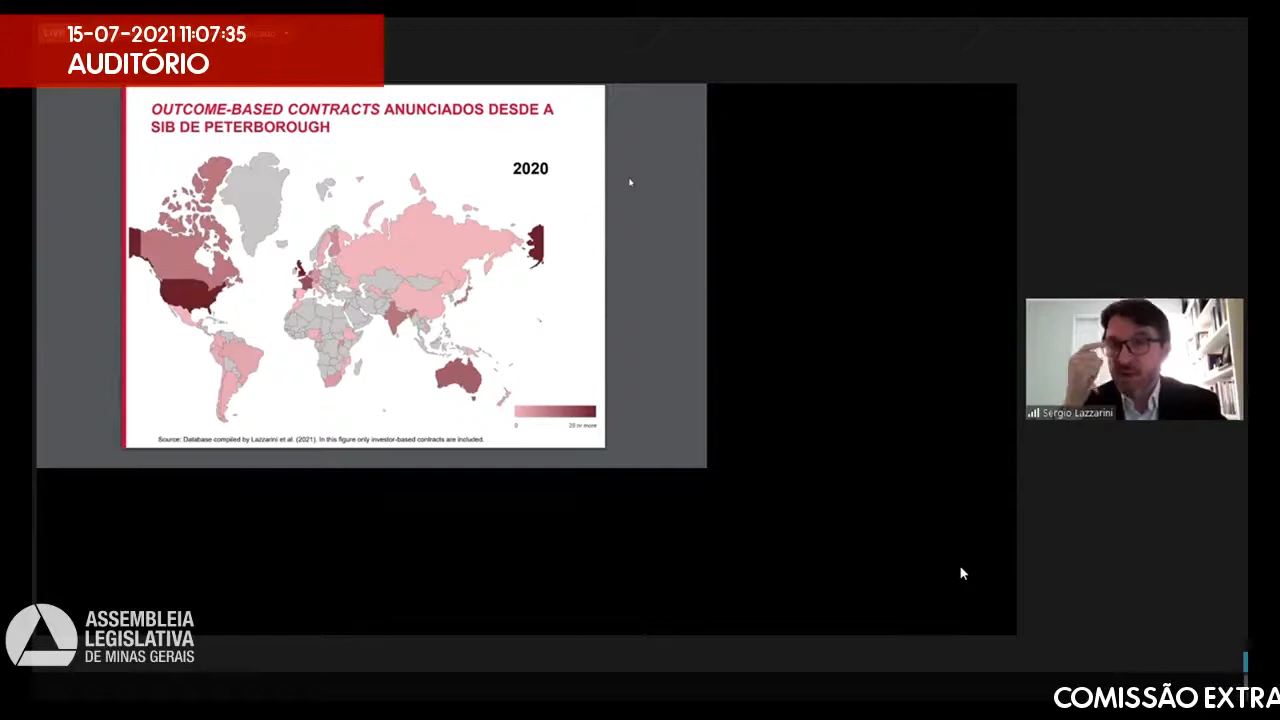 15-07-2021 11:07:35
AUDITÓRIO
OUTCOME-BASED CONTRACTS ANUNCIADOS DESDE A
SIB DE PETERBOROUGH
2020
0
Source: Database compiled by Lazzarini et al. (2021). In this figure only investor-based contracts are included.
Sergio Lazzarini
ASSEMBLEIA
LEGISLATIVA
DE MINAS GERAIS
COMISSÃO EXTRA